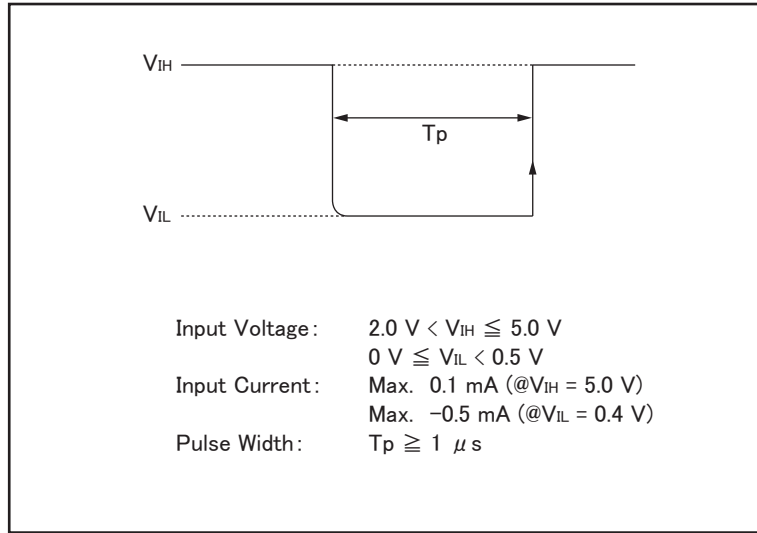 VIH
Tp
VIL
Input Voltage: 2.0 V < VIH ≦ 5.0 V
0 V ≦ VIL < 0.5 V
Input Current: Max. 0.1 mA (@VIH = 5.0 V)
Max. -0.5 mA (@VIL = 0.4 V)
Pulse Width: Tp ≧ 1 μs